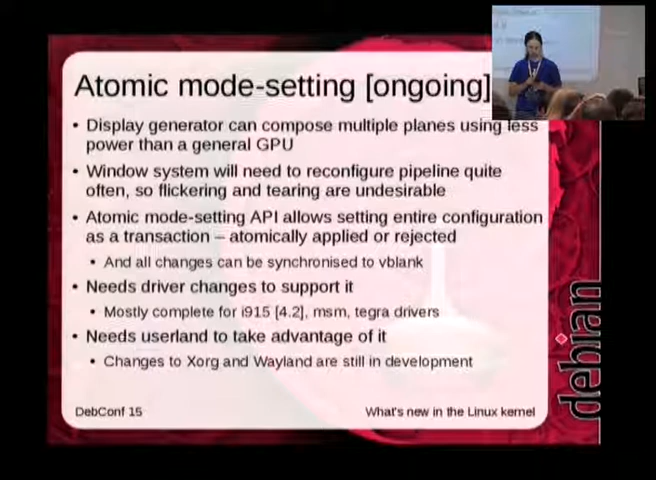 Atomic mode-setting [ongoing]
• Display generator can compose multiple planes using less
power than a general GPU
• Window system will need to reconfigure pipeline quite
often, so flickering and tearing are undesirable
• Atomic mode-setting API allows setting entire configuration
as a transaction – atomically applied or rejected
• And all changes can be synchronised to vblank
• Needs driver changes to support it
• Mostly complete for i915 [4.2], msm, tegra drivers
• Needs userland to take advantage of it
• Changes to Xorg and Wayland are still in development
DebConf 15
What's new in the Linux kernel
debian